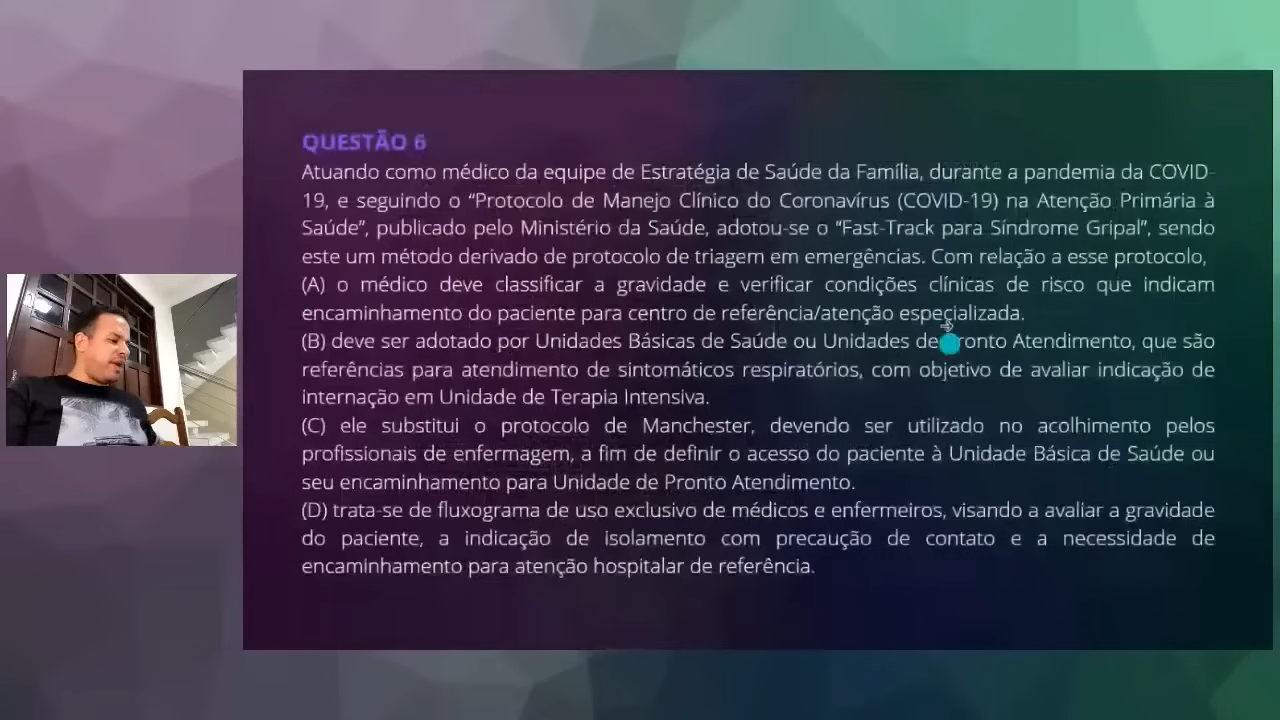 QUESTÃO 6
Atuando como médico da equipe de Estratégia de Saúde da Família, durante a pandemia da COVID-
19, e seguindo o “Protocolo de Manejo Clínico do Coronavírus (COVID-19) na Atenção Primária à
Saúde”, publicado pelo Ministério da Saúde, adotou-se o “Fast-Track para Síndrome Gripal”, sendo
este um método derivado de protocolo de triagem em emergências. Com relação a esse protocolo,
(A) o médico deve classificar a gravidade e verificar condições clínicas de risco que indicam
encaminhamento do paciente para centro de referência/atenção especializada.
(B) deve ser adotado por Unidades Básicas de Saúde ou Unidades de Pronto Atendimento, que são
referências para atendimento de sintomáticos respiratórios, com objetivo de avaliar indicação de
internação em Unidade de Terapia Intensiva.
(C) ele substitui o protocolo de Manchester, devendo ser utilizado no acolhimento pelos
profissionais de enfermagem, a fim de definir o acesso do paciente à Unidade Básica de Saúde ou
seu encaminhamento para Unidade de Pronto Atendimento.
(D) trata-se de fluxograma de uso exclusivo de médicos e enfermeiros, visando a avaliar a gravidade
do paciente, a indicação de isolamento com precaução de contato e a necessidade de
encaminhamento para atenção hospitalar de referência.